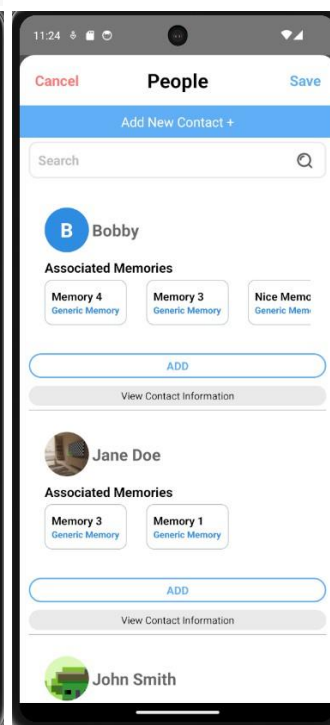 11:24
Cancel People Save
Add New Contact +
Search
B Bobby
Associated Memories
Memory 4 Memory 3 Nice Memo
Generic Memory Generic Memory Generic Mem
ADD
View Contact Information
Jane Doe
Associated Memories
Memory 3 Memory 1
Generic Memory Generic Memory
ADD
View Contact Information
John Smith